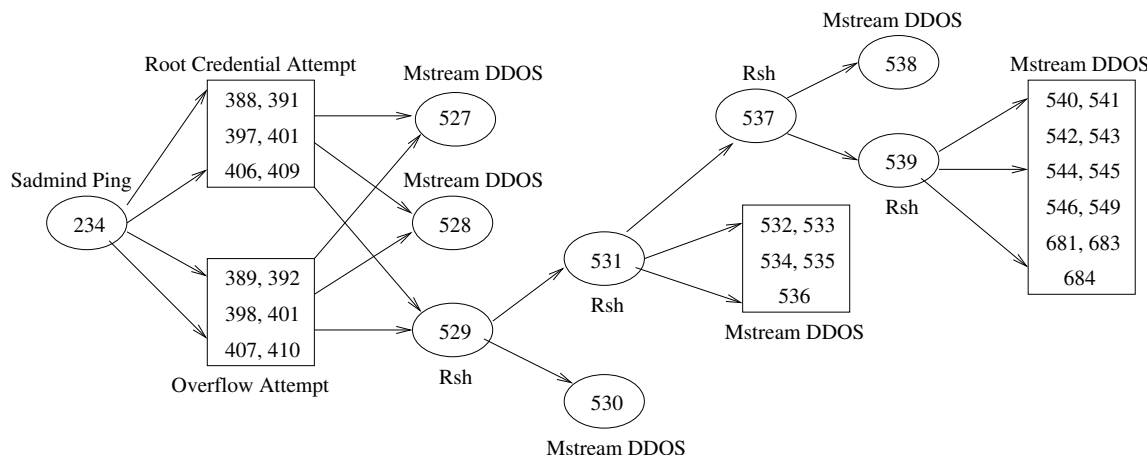 Root Credential Attempt
388, 391
397, 401
406, 409
Sadmind Ping
234
389, 392
398, 401
407, 410
Overflow Attempt
Mstream DDOS
527
Mstream DDOS
528
529
Rsh
530
Mstream DDOS
531
Rsh
532, 533
534, 535
536
Mstream DDOS
Rsh
537
Mstream DDOS
538
539
Rsh
Mstream DDOS
540, 541
542, 543
544, 545
546, 549
681, 683
684